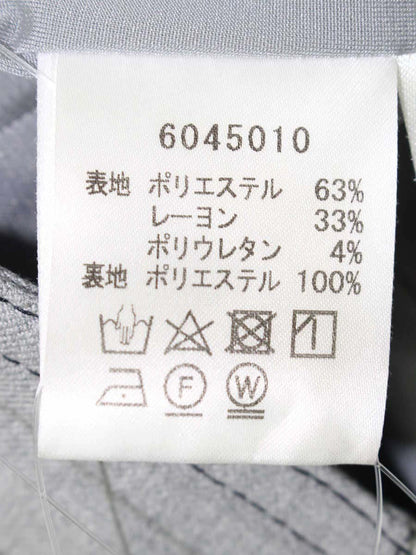 6045010
表地 ポリエステル 63%
レーヨン 33%
ポリウレタン 4%
裏地 ポリエステル 100%
F W